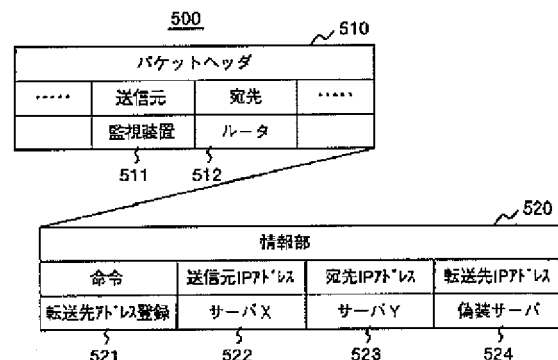 500
510
パケットヘッダ
..... 送信元 宛先 .....
監視装置 ルータ
511 512
520
情報部
命令 送信元IPアドレス 宛先IPアドレス 転送先IPアドレス
転送先アドレス登録 サーバX サーバY 偽装サーバ
521 522 523 524